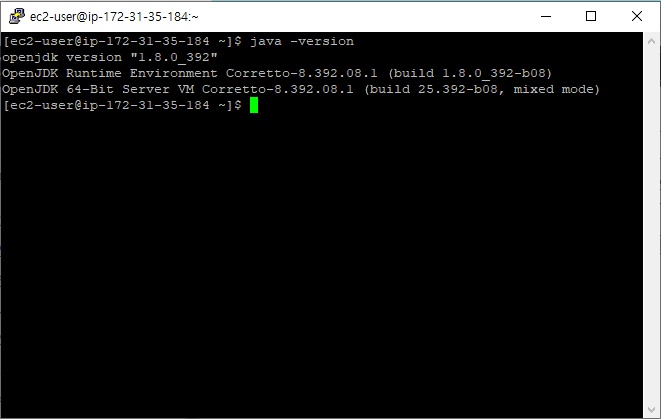 ec2-user@ip-172-31-35-184:~
[ec2-user@ip-172-31-35-184 ~]$ java -version
openjdk version "1.8.0_392"
OpenJDK Runtime Environment Corretto-8.392.08.1 (build 1.8.0_392-b08)
OpenJDK 64-Bit Server VM Corretto-8.392.08.1 (build 25.392-b08, mixed mode)
[ec2-user@ip-172-31-35-184 ~]$